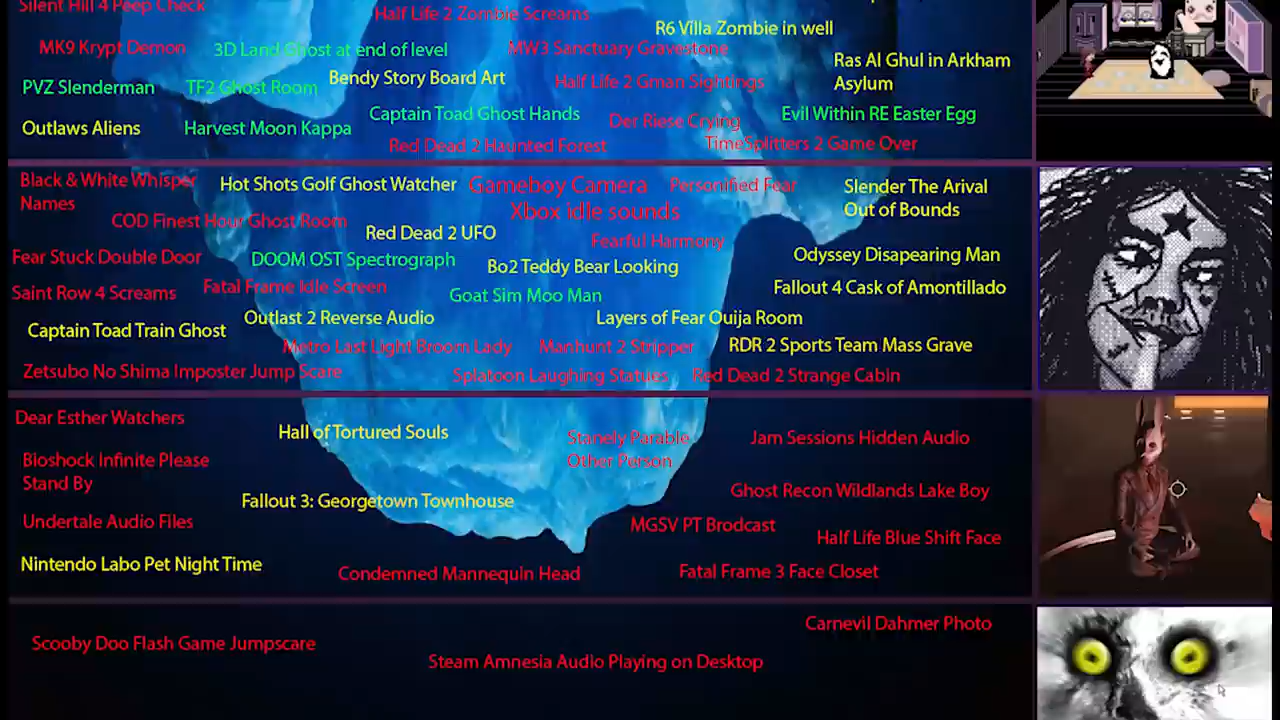 Silent Hill 4 Peep Check
Half Life 2 Zombie Screams
R6 Villa Zombie in well
MK9 Krypt Demon
3D Land Ghost at end of level
MW3 Sanctuary Gravestone
Ras Al Ghul in Arkham
Asylum
PVZ Slenderman
TF2 Ghost Room
Bendy Story Board Art
Half Life 2 Gman Sightings
Outlaws Aliens
Harvest Moon Kappa
Captain Toad Ghost Hands
Der Riese Crying
Evil Within RE Easter Egg
Red Dead 2 Haunted Forest
TimeSplitters 2 Game Over
Black & White Whisper
Names
Hot Shots Golf Ghost Watcher
Gameboy Camera
Personified Fear
Slender The Arival
Out of Bounds
COD Finest Hour Ghost Room
Xbox idle sounds
Red Dead 2 UFO
Fearful Harmony
Fear Stuck Double Door
DOOM OST Spectrograph
Bo2 Teddy Bear Looking
Odyssey Disapearing Man
Saint Row 4 Screams
Fatal Frame Idle Screen
Goat Sim Moo Man
Fallout 4 Cask of Amontillado
Captain Toad Train Ghost
Outlast 2 Reverse Audio
Layers of Fear Ouija Room
Metro Last Light Broom Lady
Manhunt 2 Stripper
RDR 2 Sports Team Mass Grave
Zetsubo No Shima Imposter Jump Scare
Splatoon Laughing Statues
Red Dead 2 Strange Cabin
Dear Esther Watchers
Hall of Tortured Souls
Stanely Parable
Other Person
Jam Sessions Hidden Audio
Bioshock Infinite Please
Stand By
Fallout 3: Georgetown Townhouse
Ghost Recon Wildlands Lake Boy
Undertale Audio Files
MGSV PT Brodcast
Half Life Blue Shift Face
Nintendo Labo Pet Night Time
Condemned Mannequin Head
Fatal Frame 3 Face Closet
Carnevil Dahmer Photo
Scooby Doo Flash Game Jumpscare
Steam Amnesia Audio Playing on Desktop